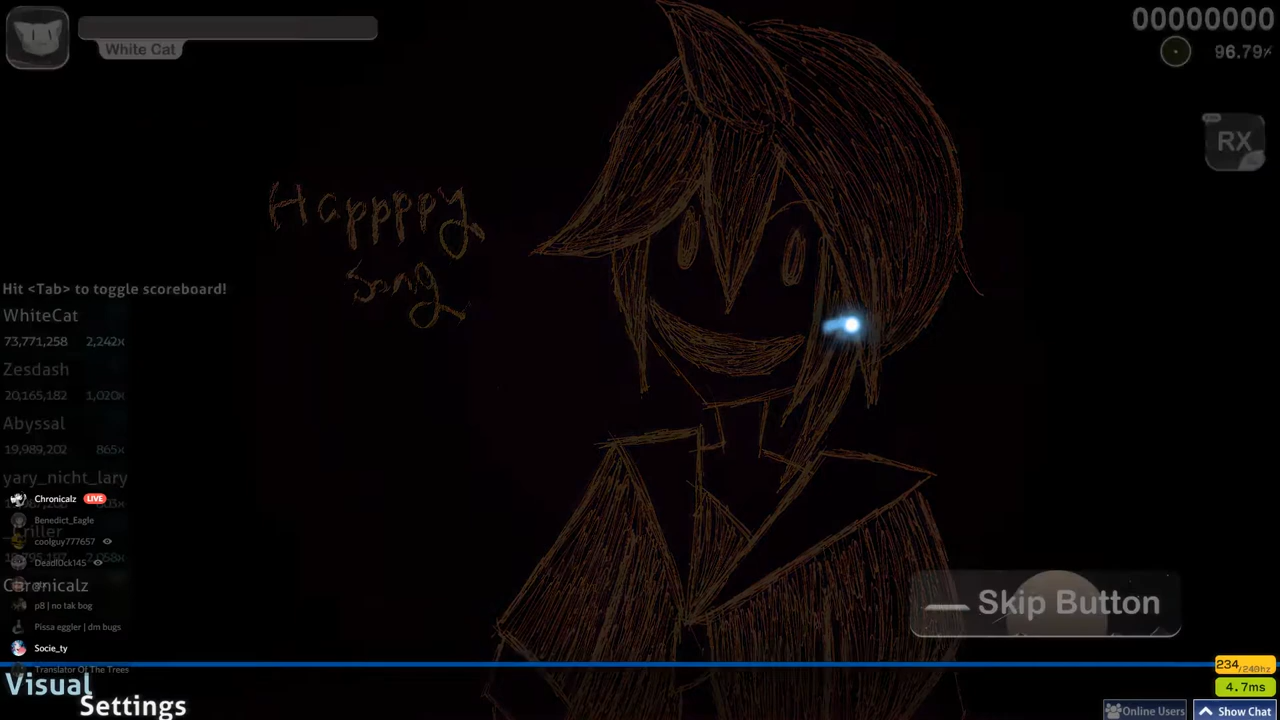 00000000
White Cat
96.79%
RX
Happppy
Song
Hit <Tab> to toggle scoreboard!
WhiteCat
73,771,258 2,242x
Zesdash
20,165,182 1,020x
Abyssal
19,989,202 865x
yary_nicht_lary
Chronicalz LIVE
Benedict_Eagle
coolguy777657
Deadl0ck145
Chronicalz
p8 | no tak bog
Pissa eggler | dm bugs
Socie_ty
Translator Of The Trees
Skip Button
Visual
Settings
234/240hz
4.7ms
Online Users
Show Chat